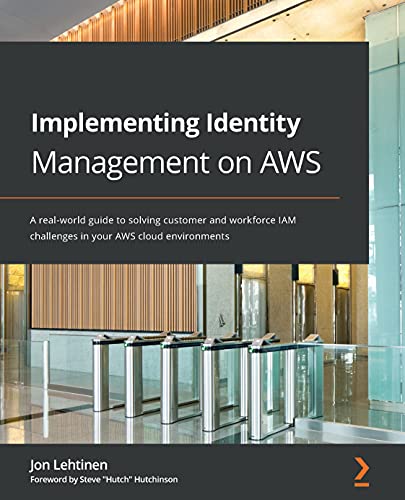 Implementing Identity
Management on AWS
A real-world guide to solving customer and workforce IAM
challenges in your AWS cloud environments
Jon Lehtinen
Foreword by Steve "Hutch" Hutchinson